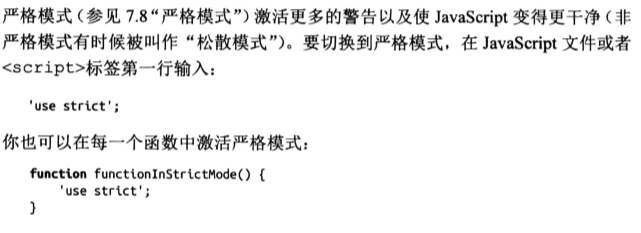 严格模式（参见 7.8“严格模式”）激活更多的警告以及使 JavaScript 变得更干净（非
严格模式有时候被叫作“松散模式”）。要切换到严格模式，在 JavaScript 文件或者
<script>标签第一行输入：
'use strict';
你也可以在每一个函数中激活严格模式：
function functionInStrictMode() {
    'use strict';
}